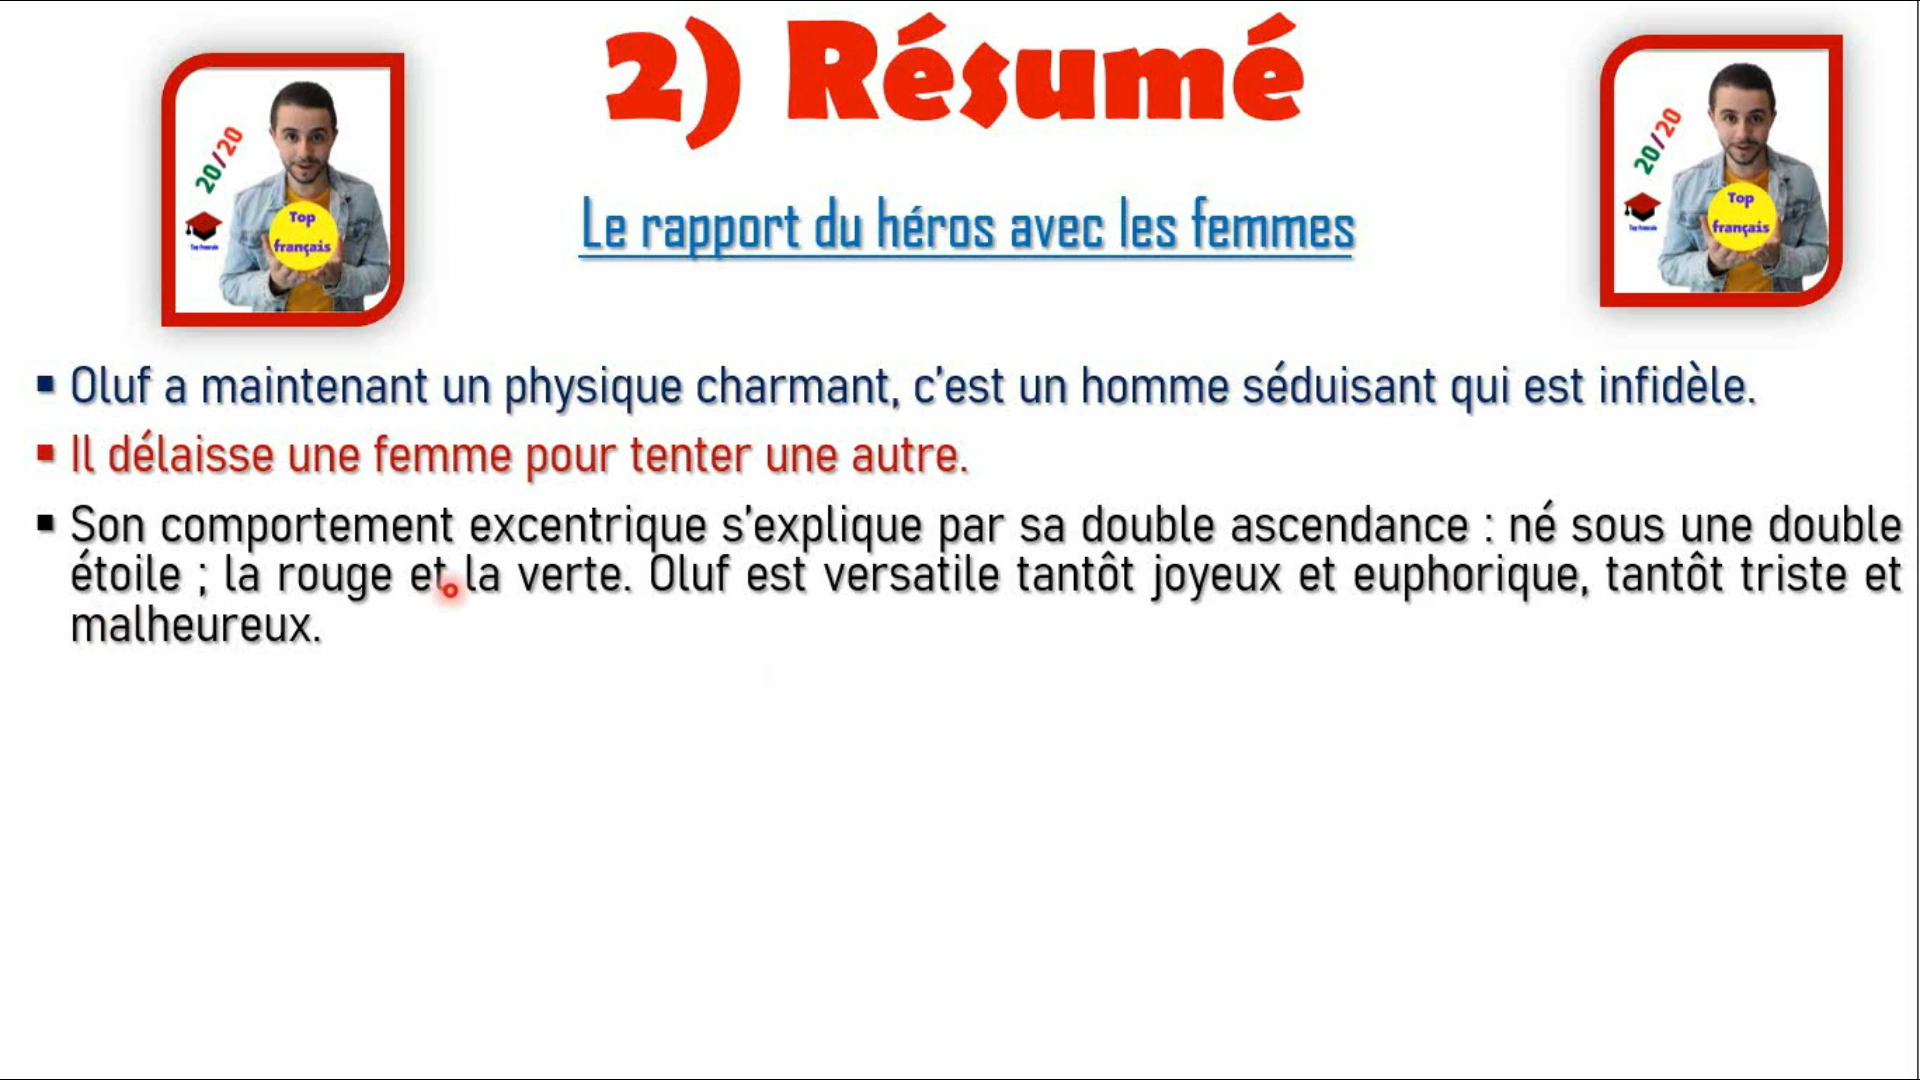 2) Résumé
20/20
Top
français
20/20
Top
français
Le rapport du héros avec les femmes
▪ Oluf a maintenant un physique charmant, c'est un homme séduisant qui est infidèle.
▪ Il délaisse une femme pour tenter une autre.
▪ Son comportement excentrique s'explique par sa double ascendance : né sous une double
étoile ; la rouge et la verte. Oluf est versatile tantôt joyeux et euphorique, tantôt triste et
malheureux.